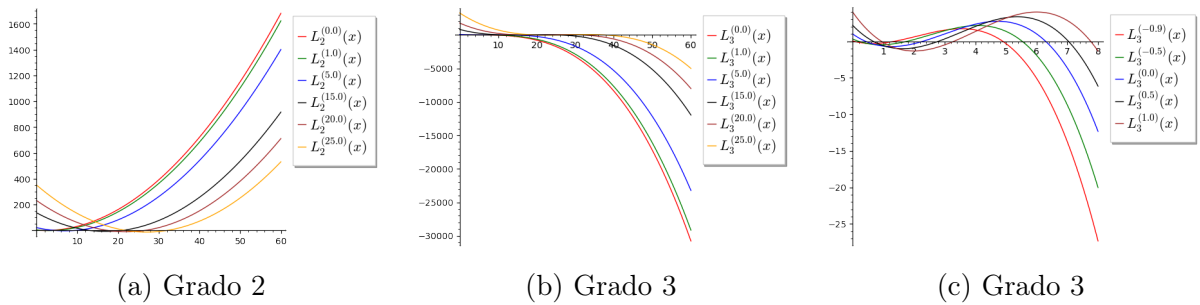 1600
1400
1200
1000
800
600
400
200
10 20 30 40 50 60
L_2^{(0.0)}(x)
L_2^{(1.0)}(x)
L_2^{(5.0)}(x)
L_2^{(15.0)}(x)
L_2^{(20.0)}(x)
L_2^{(25.0)}(x)
(a) Grado 2
10 20 30 40 50 60
-5000
-10000
-15000
-20000
-25000
-30000
L_3^{(0.0)}(x)
L_3^{(1.0)}(x)
L_3^{(5.0)}(x)
L_3^{(15.0)}(x)
L_3^{(20.0)}(x)
L_3^{(25.0)}(x)
(b) Grado 3
1 2 3 4 5 6 7 8
-5
-10
-15
-20
-25
L_3^{(-0.9)}(x)
L_3^{(-0.5)}(x)
L_3^{(0.0)}(x)
L_3^{(0.5)}(x)
L_3^{(1.0)}(x)
(c) Grado 3